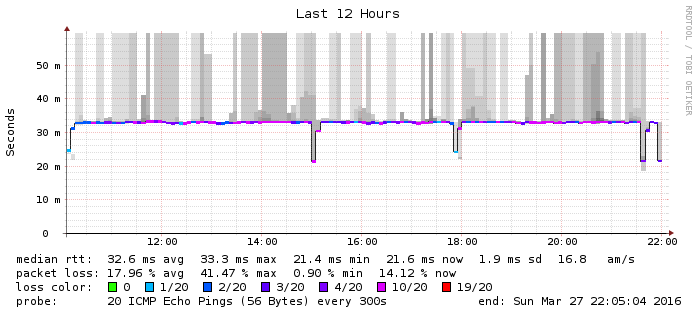 Last 12 Hours
RRDTOOL / TOBI OETIKER
Seconds
50 m
40 m
30 m
20 m
10 m
0
12:00 14:00 16:00 18:00 20:00 22:00
median rtt: 32.6 ms avg 33.3 ms max 21.4 ms min 21.6 ms now 1.9 ms sd 16.8 am/s
packet loss: 17.96 % avg 41.47 % max 0.90 % min 14.12 % now
loss color: 0 1/20 2/20 3/20 4/20 10/20 19/20
probe: 20 ICMP Echo Pings (56 Bytes) every 300s end: Sun Mar 27 22:05:04 2016